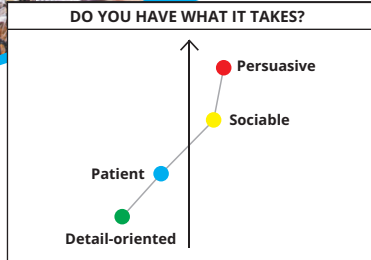 DO YOU HAVE WHAT IT TAKES?
Persuasive
Sociable
Patient
Detail-oriented